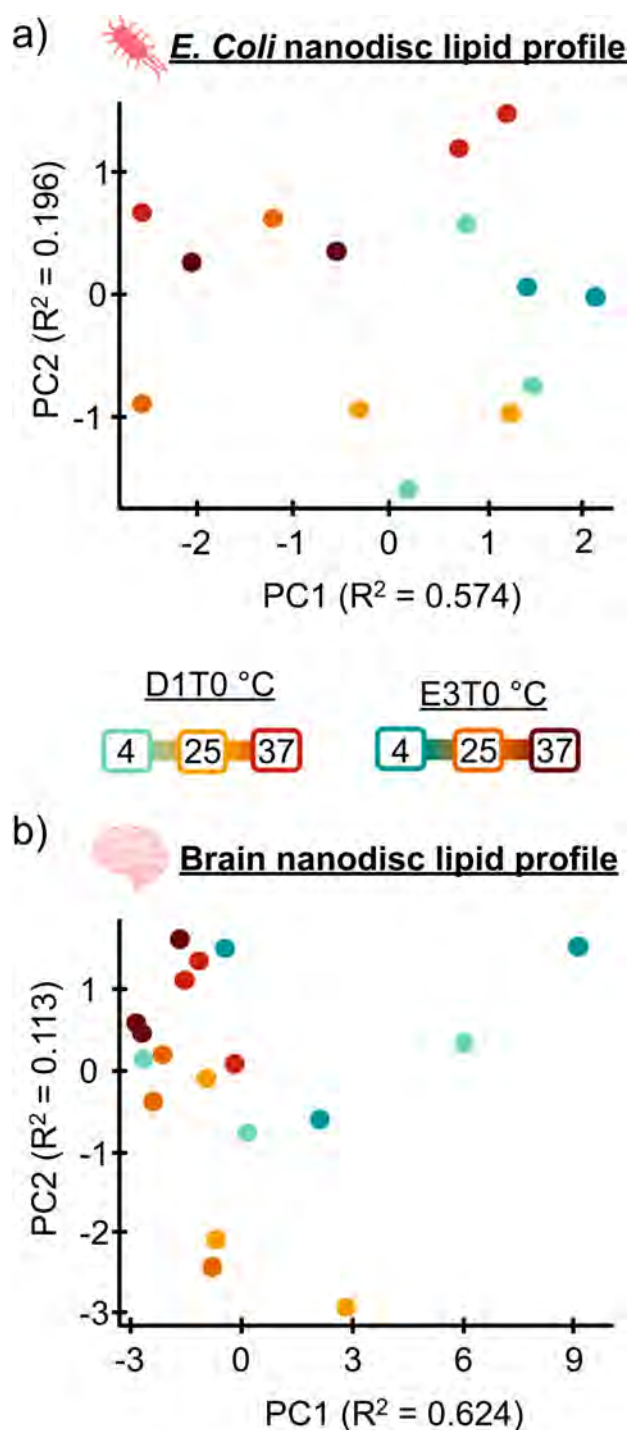 a)
E. Coli nanodisc lipid profile
PC2 (R² = 0.196)
1
0
-1
-2 -1 0 1 2
PC1 (R² = 0.574)
D1T0 °C E3T0 °C
4 25 37 4 25 37
b)
Brain nanodisc lipid profile
PC2 (R² = 0.113)
1
0
-1
-2
-3
-3 0 3 6 9
PC1 (R² = 0.624)